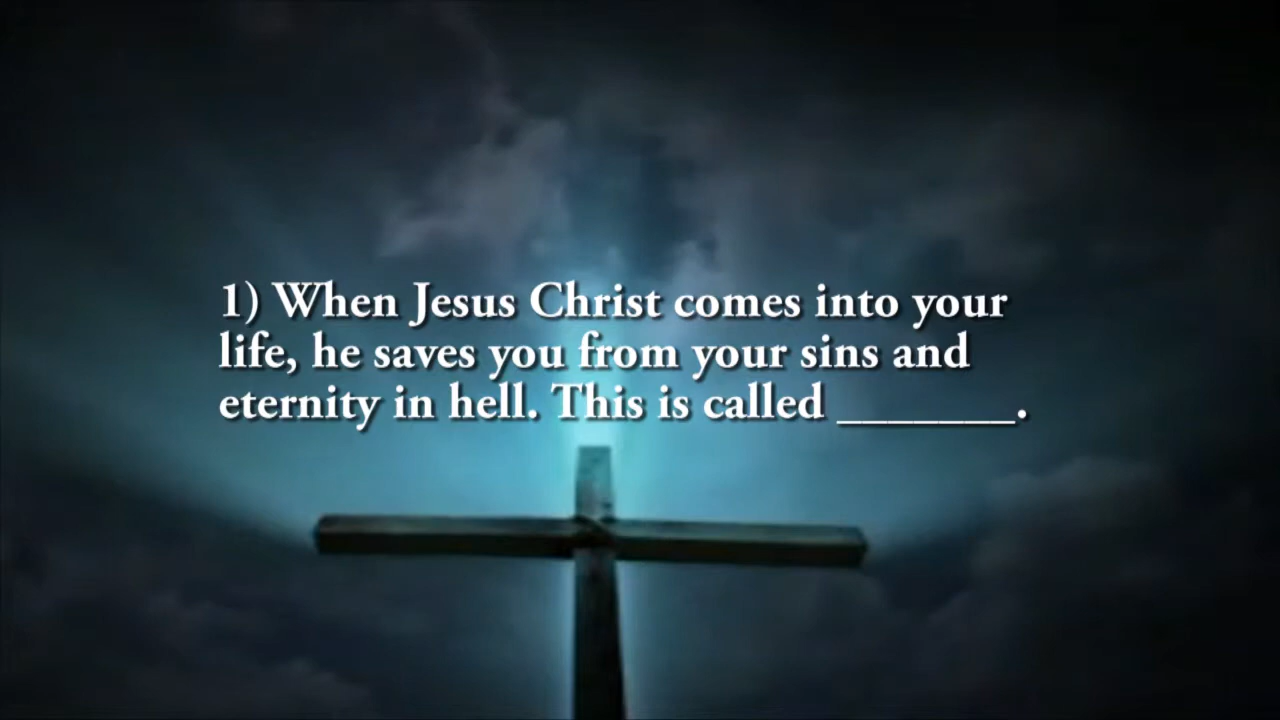 1) When Jesus Christ comes into your
life, he saves you from your sins and
eternity in hell. This is called _______.